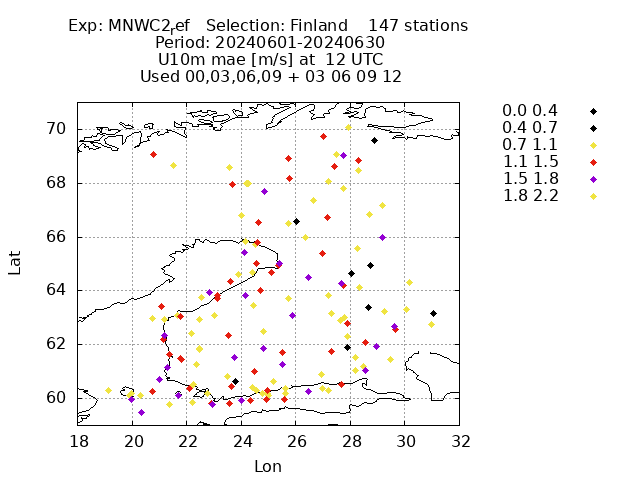 Exp: MNWC2ref   Selection: Finland    147 stations
Period: 20240601-20240630
U10m mae [m/s] at  12 UTC
Used 00,03,06,09 + 03 06 09 12
0.0 0.4
0.4 0.7
0.7 1.1
1.1 1.5
1.5 1.8
1.8 2.2
70
68
66
64
62
60
Lat
18 20 22 24 26 28 30 32
Lon